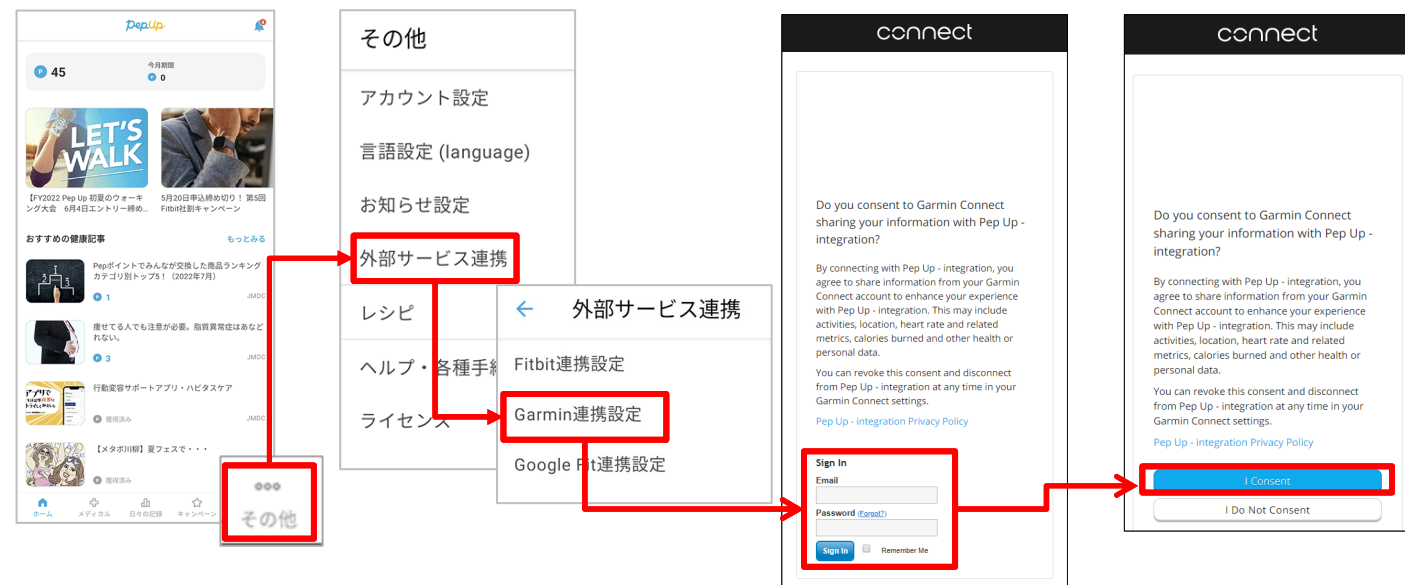 PepUp
4
P 45
今月期限
P 0
LET'S
WALK
【FY2022 Pep Up 初夏のウォーキ
ング大会 6月4日エントリー締め...
5月20日申込締め切り！ 第5回
Fitbit社割キャンペーン
おすすめの健康記事
もっとみる
Pepポイントでみんなが交換した商品ランキング
カテゴリ別トップ5！（2022年7月）
P 1
JMDC
痩せてる人でも注意が必要。脂質異常症はあなど
れない。
P 3
JMDC
行動変容サポートアプリ・ハビタスケア
P 獲得済み
JMDC
【メタボ川柳】夏フェスで・・・
P 獲得済み
ホーム
メディカル
日々の記録
キャンペーン
その他
その他
アカウント設定
言語設定 (language)
お知らせ設定
外部サービス連携
レシピ
ヘルプ・各種手続
ライセンス
← 外部サービス連携
Fitbit連携設定
Garmin連携設定
Google Fit連携設定
connect
Do you consent to Garmin Connect
sharing your information with Pep Up -
integration?
By connecting with Pep Up - integration, you
agree to share information from your Garmin
Connect account to enhance your experience
with Pep Up - integration. This may include
activities, location, heart rate and related
metrics, calories burned and other health or
personal data.
You can revoke this consent and disconnect
from Pep Up - integration at any time in your
Garmin Connect settings.
Pep Up - integration Privacy Policy
Sign In
Email
Password (Forgot?)
Sign In
Remember Me
connect
Do you consent to Garmin Connect
sharing your information with Pep Up -
integration?
By connecting with Pep Up - integration, you
agree to share information from your Garmin
Connect account to enhance your experience
with Pep Up - integration. This may include
activities, location, heart rate and related
metrics, calories burned and other health or
personal data.
You can revoke this consent and disconnect
from Pep Up - integration at any time in your
Garmin Connect settings.
Pep Up - integration Privacy Policy
I Consent
I Do Not Consent